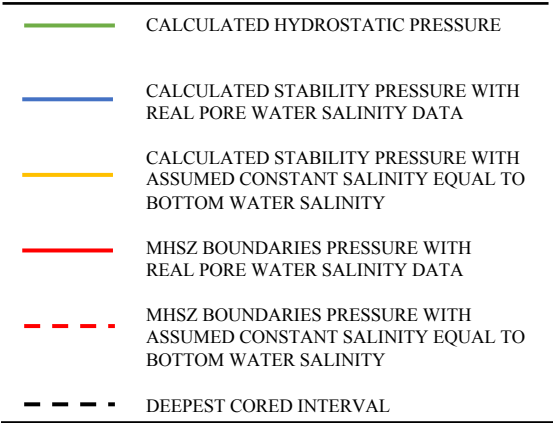 CALCULATED HYDROSTATIC PRESSURE
CALCULATED STABILITY PRESSURE WITH
REAL PORE WATER SALINITY DATA
CALCULATED STABILITY PRESSURE WITH
ASSUMED CONSTANT SALINITY EQUAL TO
BOTTOM WATER SALINITY
MHSZ BOUNDARIES PRESSURE WITH
REAL PORE WATER SALINITY DATA
MHSZ BOUNDARIES PRESSURE WITH
ASSUMED CONSTANT SALINITY EQUAL TO
BOTTOM WATER SALINITY
DEEPEST CORED INTERVAL